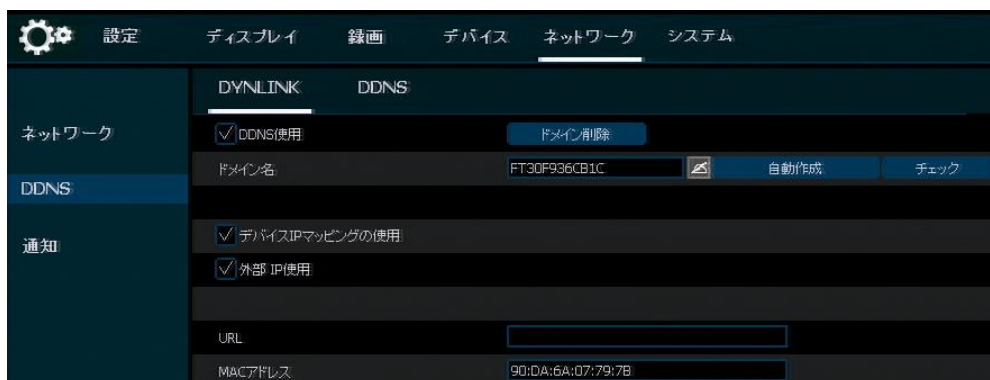 設定 ディスプレイ 録画 デバイス ネットワーク システム
DYNLINK DDNS
ネットワーク
DDNS使用 ドメイン削除
ドメイン名 FT30F936CB1C 自動作成 チェック
DDNS
通知
デバイスIPマッピングの使用
外部 IP使用
URL
MACアドレス 90:DA:6A:07:79:7B